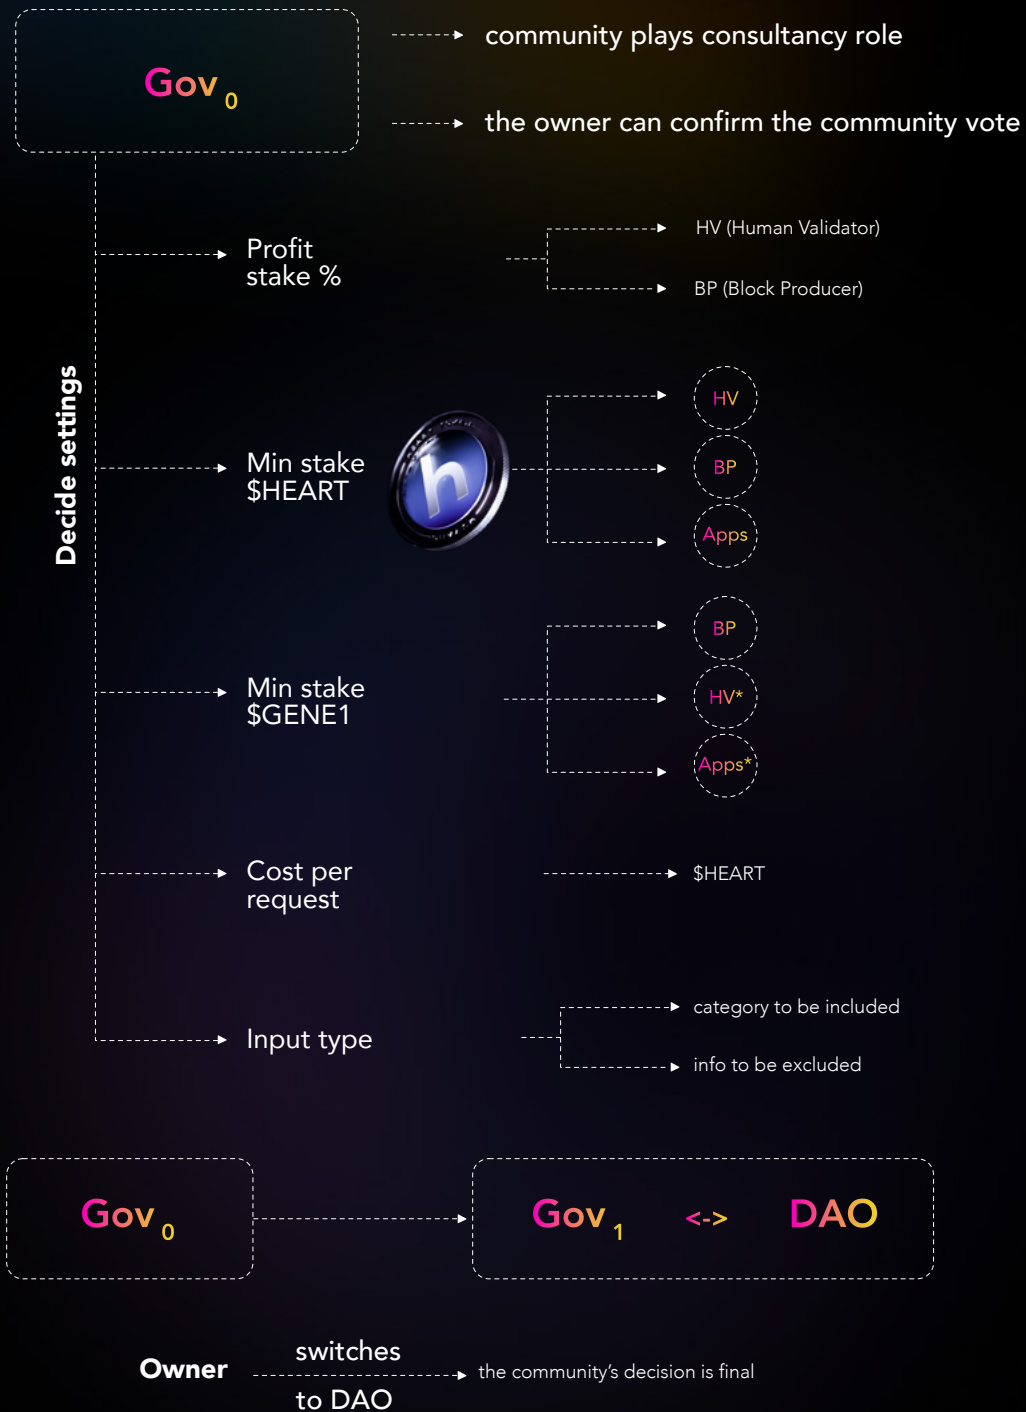 Gov 0
community plays consultancy role
the owner can confirm the community vote
Decide settings
Profit
stake %
HV (Human Validator)
BP (Block Producer)
Min stake
$HEART
h
HV
BP
Apps
Min stake
$GENE1
BP
HV*
Apps*
Cost per
request
$HEART
Input type
category to be included
info to be excluded
Gov 0
Gov 1 <-> DAO
Owner
switches
to DAO
the community's decision is final